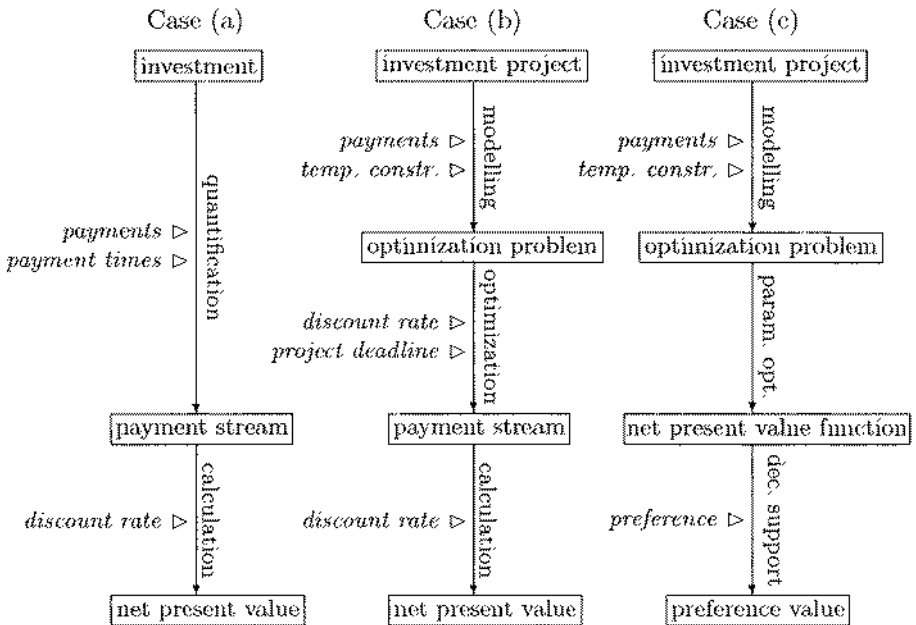 Case (a)
investment
quantification
payments ▷
payment times ▷
payment stream
calculation
discount rate ▷
net present value
Case (b)
investment project
modelling
payments ▷
temp. constr. ▷
optimization problem
optimization
discount rate ▷
project deadline ▷
payment stream
calculation
discount rate ▷
net present value
Case (c)
investment project
modelling
payments ▷
temp. constr. ▷
optimization problem
param. opt.
net present value function
dec. support
preference ▷
preference value